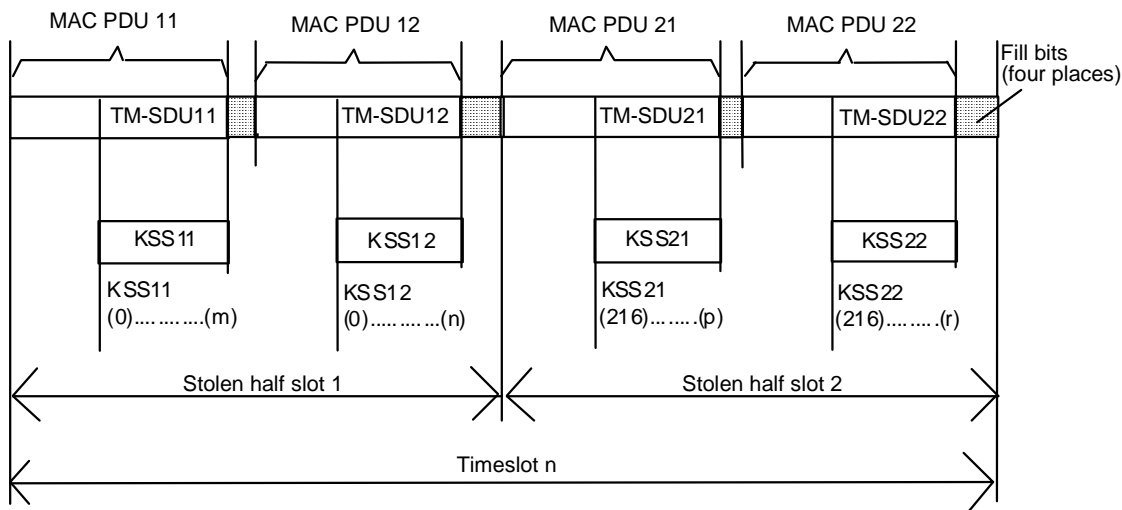 MAC PDU 11
MAC PDU 12
MAC PDU 21
MAC PDU 22
Fill bits
(four places)
TM-SDU11
TM-SDU12
TM-SDU21
TM-SDU22
KSS11
KSS12
KSS21
KSS22
KSS11
(0)...........(m)
KSS12
(0)...........(n)
KSS21
(216)........(p)
KSS22
(216)........(r)
Stolen half slot 1
Stolen half slot 2
Timeslot n